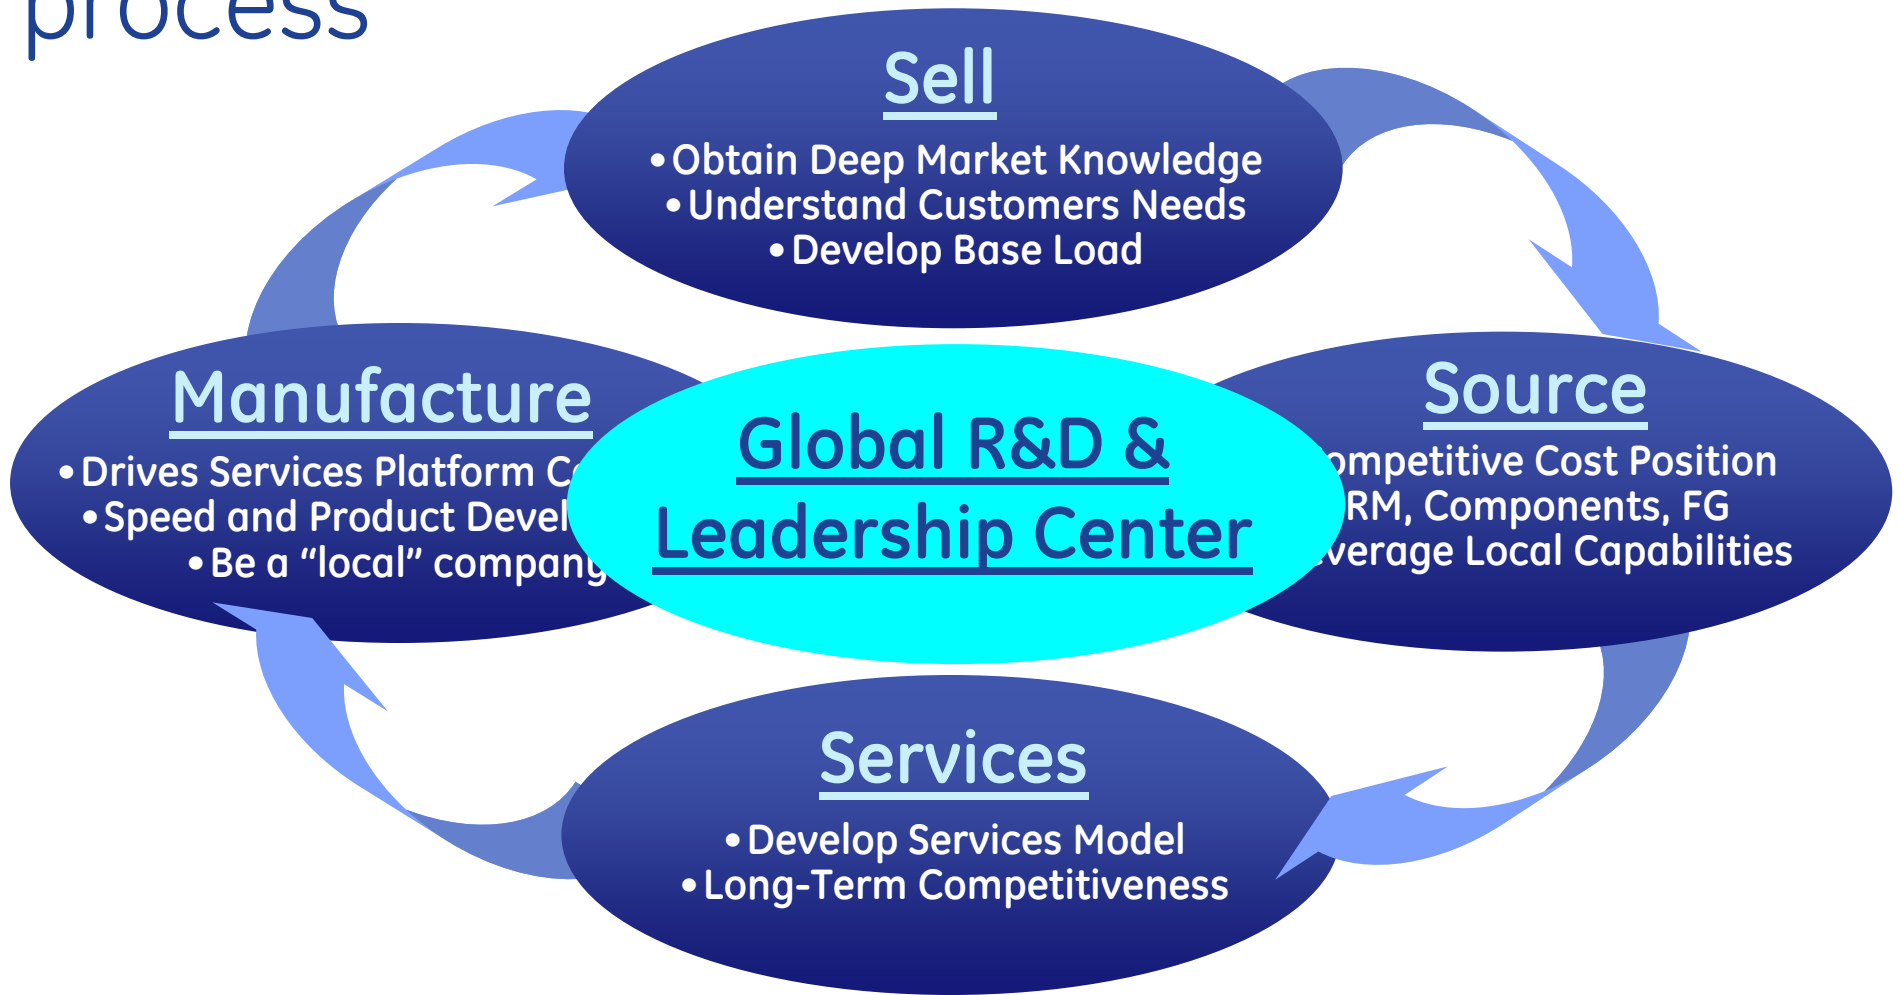 process
Sell
•Obtain Deep Market Knowledge
•Understand Customers Needs
•Develop Base Load
Manufacture
•Drives Services Platform
•Speed and Product
•Be a “local” company
Global R&D &
Leadership Center
Source
Cost Position
RM, Components, FG
Local Capabilities
Services
•Develop Services Model
•Long-Term Competitiveness